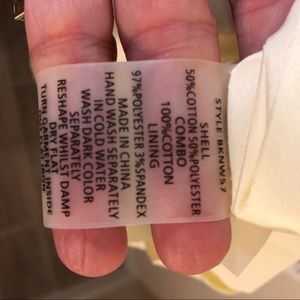 STYLE:BKNW57
SHELL
50%COTTON 50%POLYESTER
COMBO
100%COTTON
LINING
97%POLYESTER 3%SPANDEX
MADE IN CHINA
HAND WASH SEPARATELY
IN COLD WATER
WASH DARK COLOR
SEPARATELY
RESHAPE WHILST DAMP
DRY FLAT
TURN GARMENT INSIDE